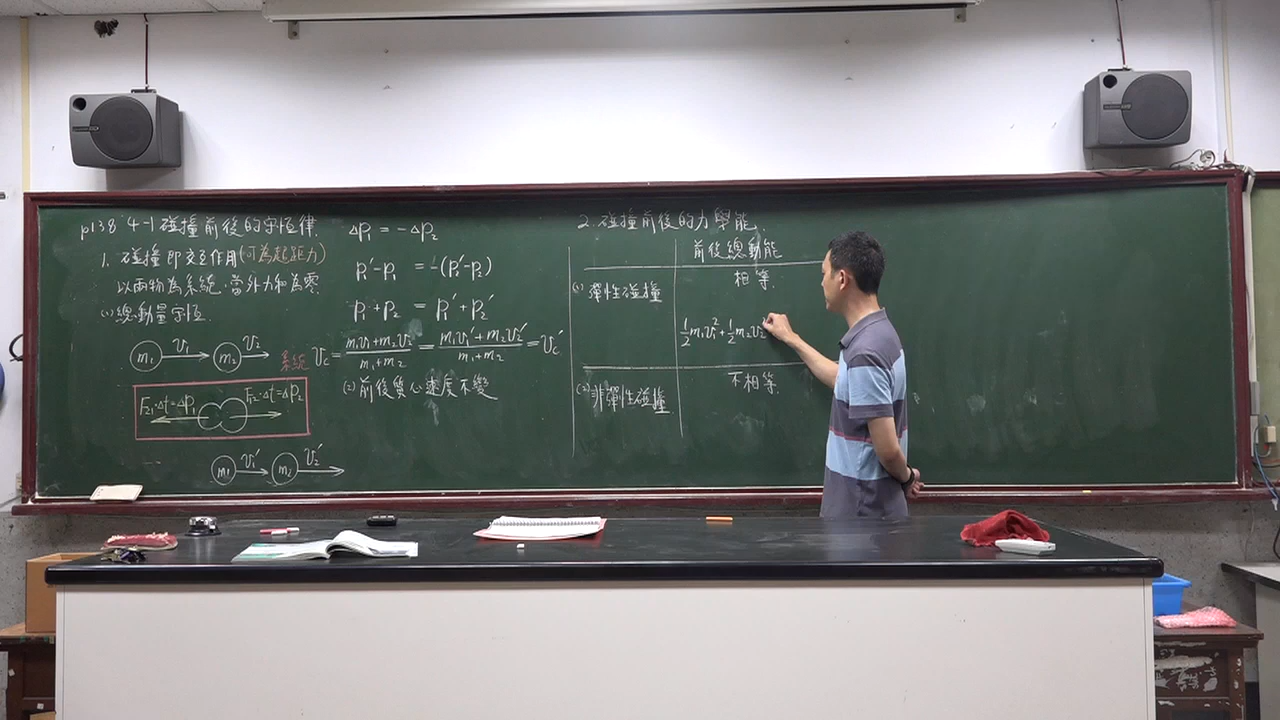 p138 4-1 碰撞前後的守恆律
1. 碰撞即交互作用(可為超距力)
以兩物為系統,當外力和為零
(1)總動量守恆.
m₁ v₁ m₂ v₂
F₂₁·Δt=Δp₁ F₁₂·Δt=Δp₂
m₁ v₁′ m₂ v₂′
Δp₁ = -Δp₂
p₁′-p₁ = -(p₂′-p₂)
p₁+p₂ = p₁′+p₂′
系統 v_c = (m₁v₁+m₂v₂)/(m₁+m₂) = (m₁v₁′+m₂v₂′)/(m₁+m₂) = v_c′
(2)前後質心速度不變
2. 碰撞前後的力學能.
前後總動能
(1) 彈性碰撞
相等.
½m₁v₁²+½m₂v₂²
(2)非彈性碰撞
不相等.